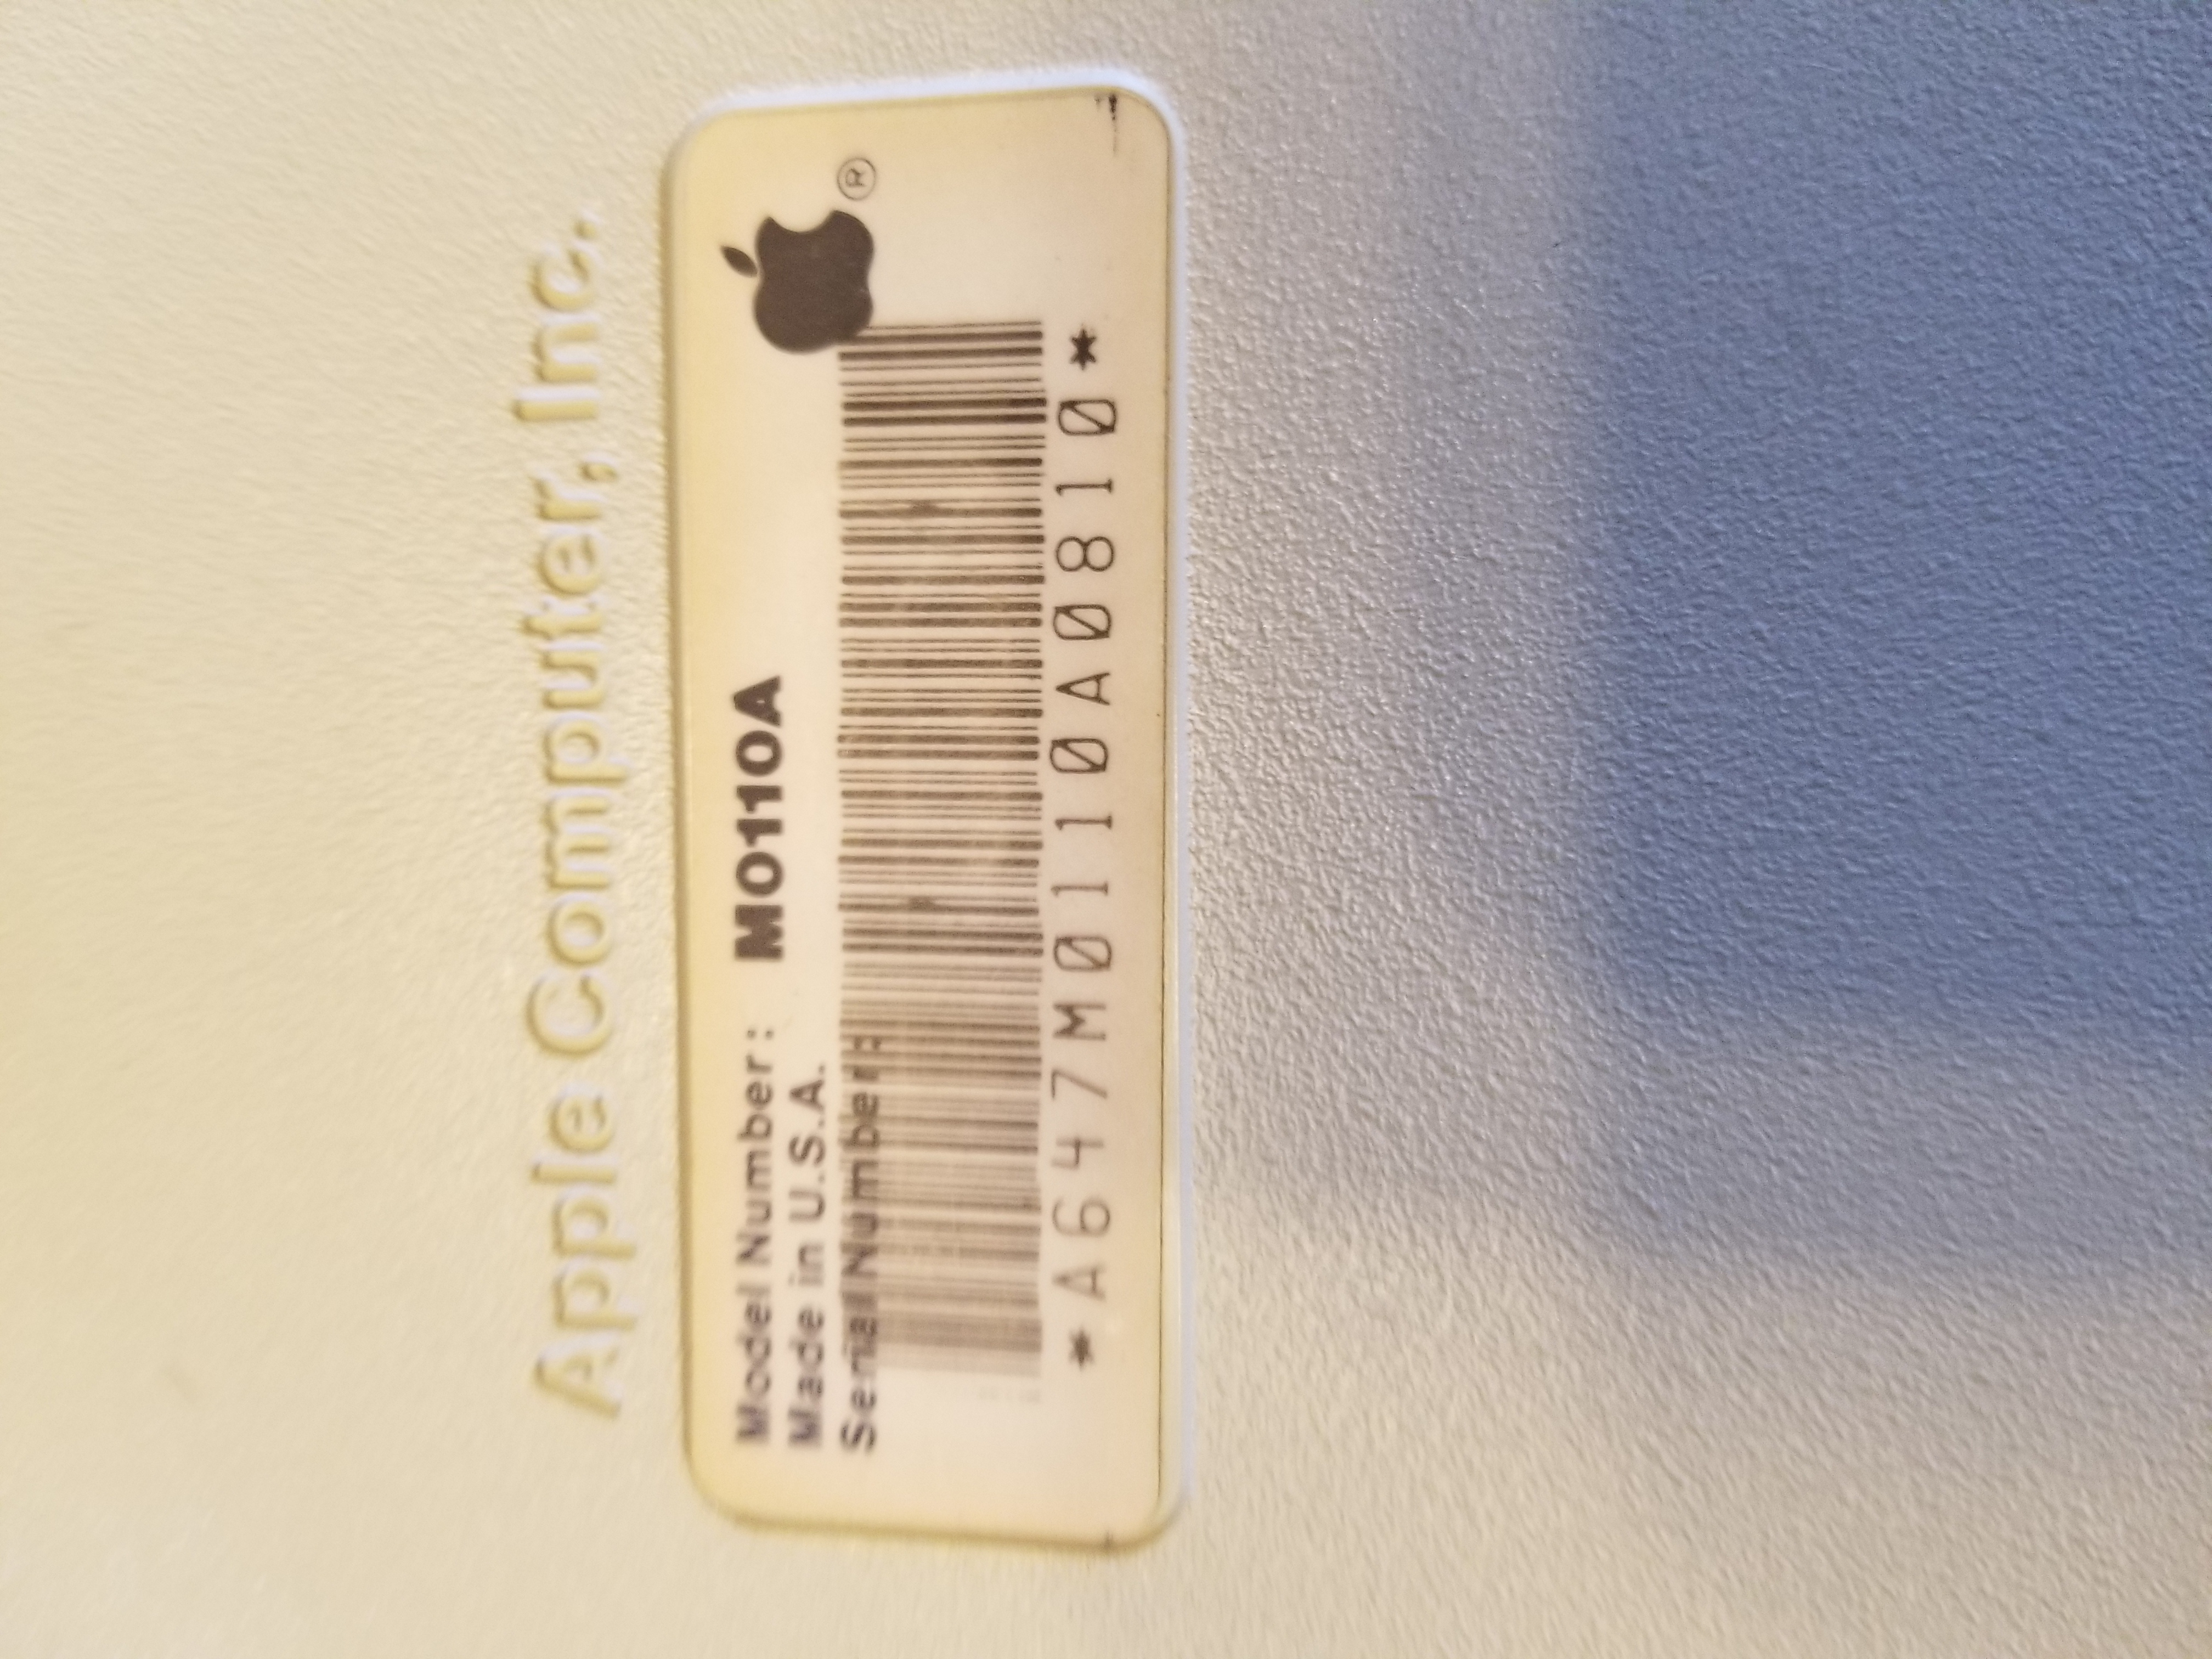 Apple Computer, Inc.
Model Number: M0110A
Made in U.S.A.
Serial Number:
*A647M0110A0810*
®